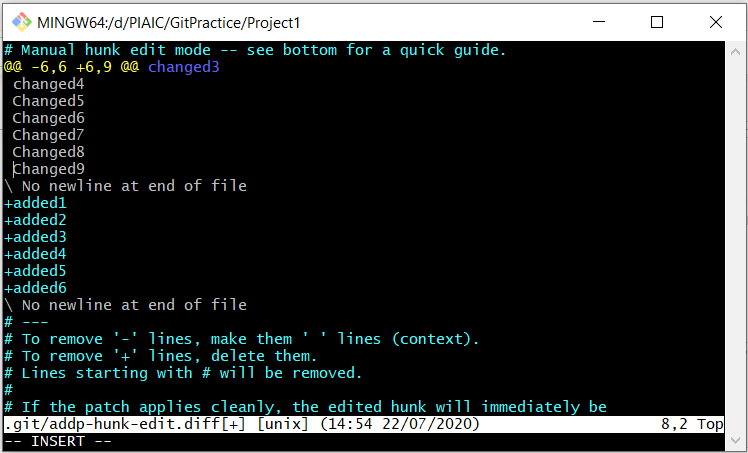 MINGW64:/d/PIAIC/GitPractice/Project1
# Manual hunk edit mode -- see bottom for a quick guide.
@@ -6,6 +6,9 @@ changed3
 changed4
 Changed5
 Changed6
 Changed7
 Changed8
 Changed9
\ No newline at end of file
+added1
+added2
+added3
+added4
+added5
+added6
\ No newline at end of file
# ---
# To remove '-' lines, make them ' ' lines (context).
# To remove '+' lines, delete them.
# Lines starting with # will be removed.
#
# If the patch applies cleanly, the edited hunk will immediately be
.git/addp-hunk-edit.diff[+] [unix] (14:54 22/07/2020) 8,2 Top
-- INSERT --